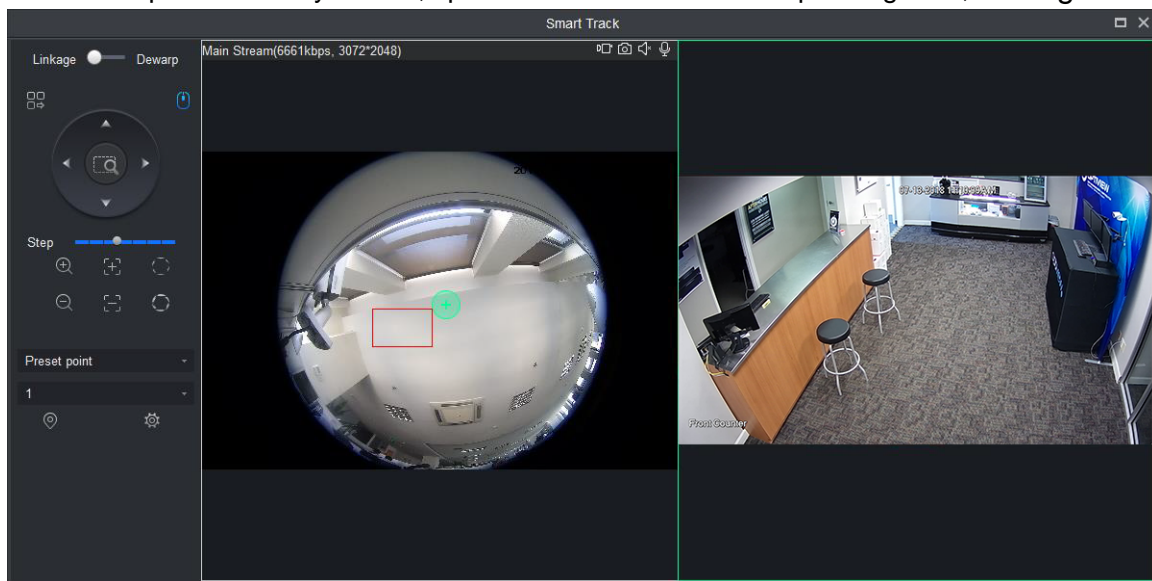 Smart Track
Linkage
Dewarp
Main Stream(6661kbps, 3072*2048)
Step
Preset point
1
Front Counter